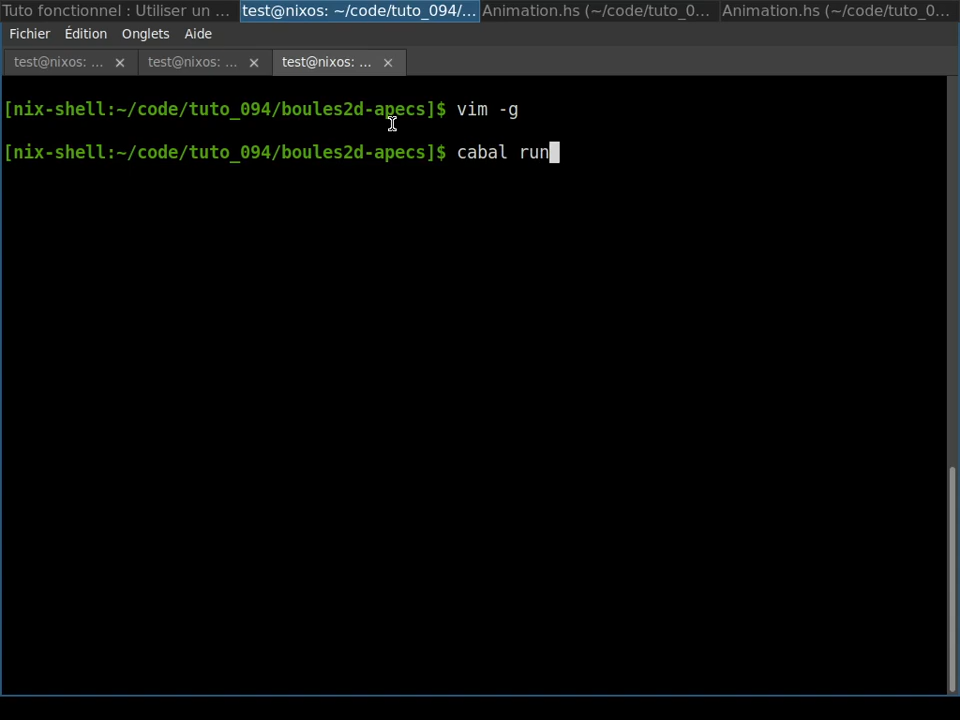 Tuto fonctionnel : Utiliser un ... test@nixos: ~/code/tuto_094/... Animation.hs (~/code/tuto_0... Animation.hs (~/code/tuto_0...
Fichier Édition Onglets Aide
test@nixos: ... test@nixos: ... test@nixos: ...
[nix-shell:~/code/tuto_094/boules2d-apecs]$ vim -g
[nix-shell:~/code/tuto_094/boules2d-apecs]$ cabal run